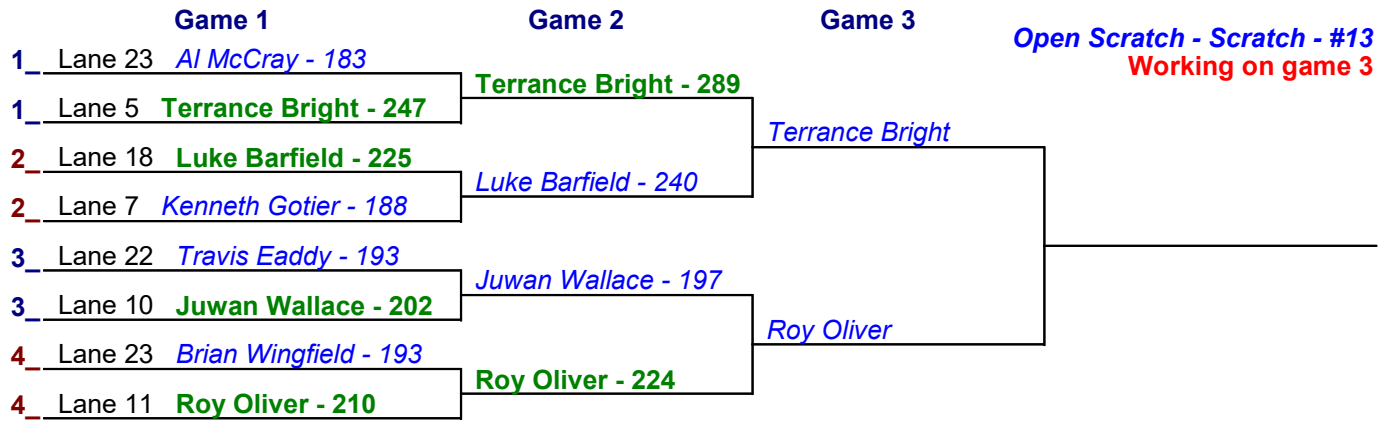 Game 1 Game 2 Game 3
Open Scratch - Scratch - #13
Working on game 3
1_ Lane 23 Al McCray - 183
Terrance Bright - 289
1_ Lane 5 Terrance Bright - 247
Terrance Bright
2_ Lane 18 Luke Barfield - 225
Luke Barfield - 240
2_ Lane 7 Kenneth Gotier - 188
3_ Lane 22 Travis Eaddy - 193
Juwan Wallace - 197
3_ Lane 10 Juwan Wallace - 202
Roy Oliver
4_ Lane 23 Brian Wingfield - 193
Roy Oliver - 224
4_ Lane 11 Roy Oliver - 210